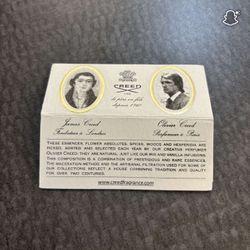 CREED
de père en fils
depuis 1760
James Creed
Fondateur à Londres
Olivier Creed
Parfumeur à Paris
THESE ESSENCES, FLOWER ABSOLUTES, SPICES, WOODS AND HESPERIDIA ARE
PICKED, SORTED AND SELECTED EACH YEAR BY OUR CREATIVE PERFUMER
OLIVIER CREED: THEY ARE NATURAL, JUST LIKE OUR MIX AND VANILLA INFUSIONS.
THIS COMPOSITION IS A COMBINATION OF PRESTIGIOUS AND RARE ESSENCES.
THE MACERATION METHOD AND THE ARTISANAL FILTRATION USED FOR SOME OF
OUR COLLECTIONS REFLECT A HOUSE COMBINING TRADITION AND QUALITY
FOR OVER TWO CENTURIES.
www.creedfragrance.com